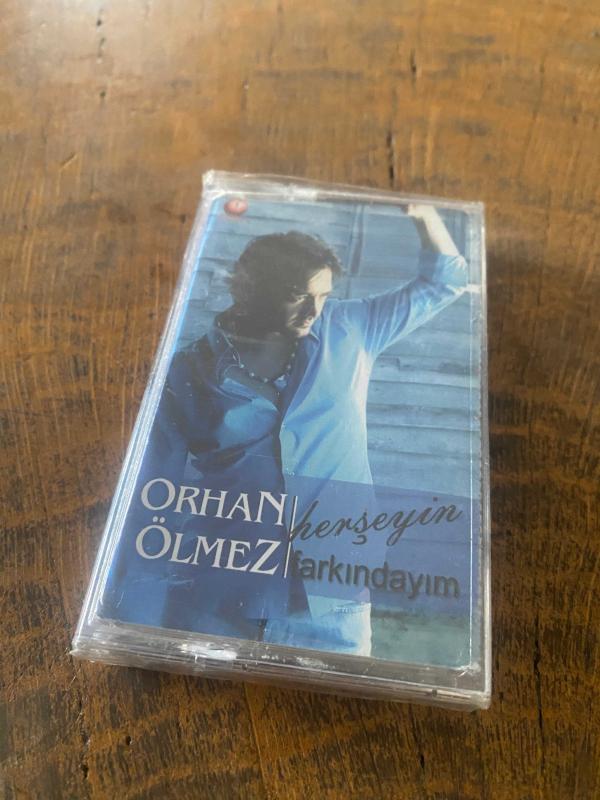 ORHAN
ÖLMEZ
herşeyin
farkındayım